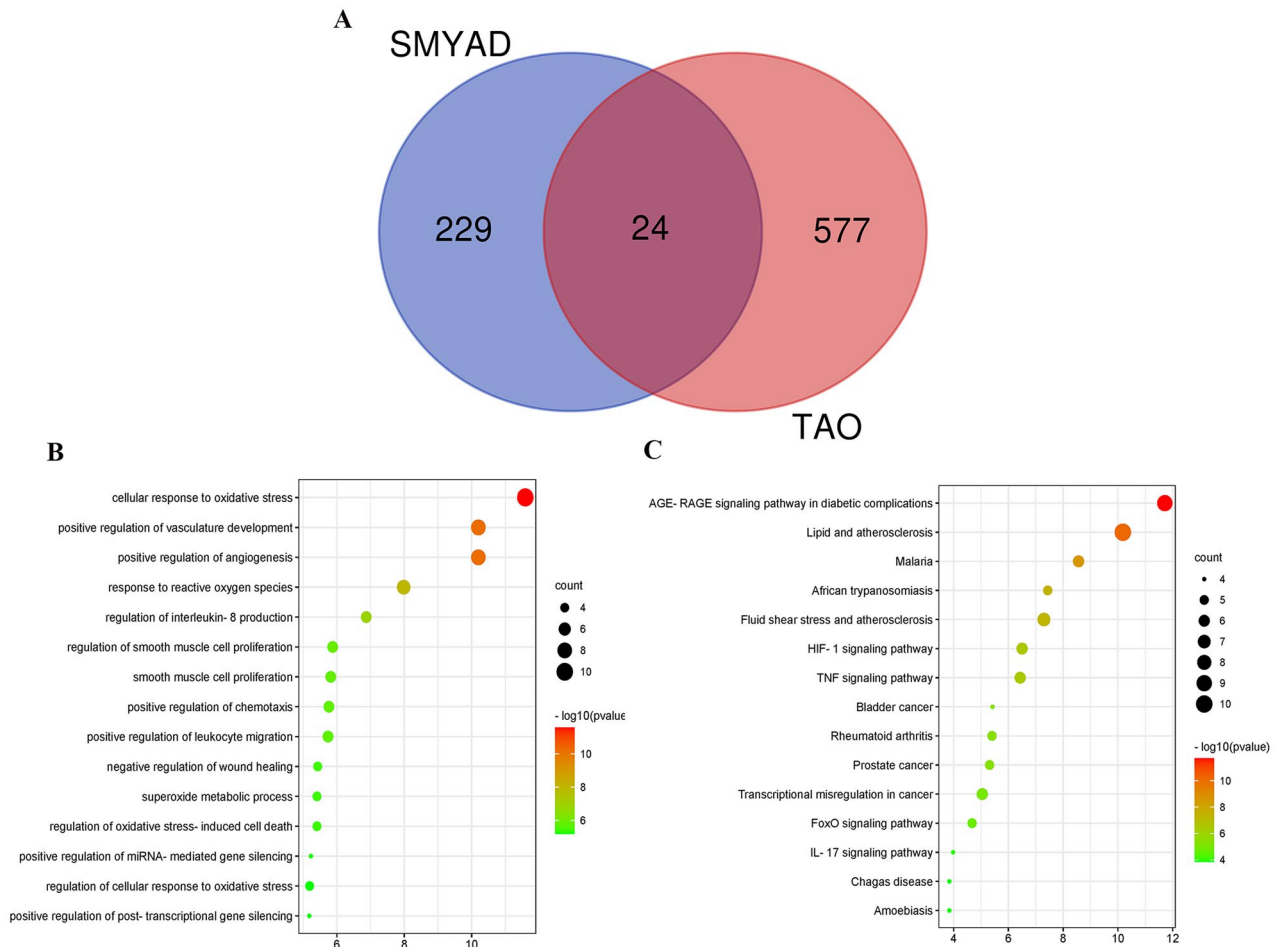 A
SMYAD
229
24
577
TAO
B
cellular response to oxidative stress
positive regulation of vasculature development
positive regulation of angiogenesis
response to reactive oxygen species
regulation of interleukin- 8 production
regulation of smooth muscle cell proliferation
smooth muscle cell proliferation
positive regulation of chemotaxis
positive regulation of leukocyte migration
negative regulation of wound healing
superoxide metabolic process
regulation of oxidative stress- induced cell death
positive regulation of miRNA- mediated gene silencing
regulation of cellular response to oxidative stress
positive regulation of post- transcriptional gene silencing
6 8 10
count
4
6
8
10
- log10(pvalue
10
8
6
C
AGE- RAGE signaling pathway in diabetic complications
Lipid and atherosclerosis
Malaria
African trypanosomiasis
Fluid shear stress and atherosclerosis
HIF- 1 signaling pathway
TNF signaling pathway
Bladder cancer
Rheumatoid arthritis
Prostate cancer
Transcriptional misregulation in cancer
FoxO signaling pathway
IL- 17 signaling pathway
Chagas disease
Amoebiasis
4 6 8 10 12
count
4
5
6
7
8
9
10
- log10(pvalue)
10
8
6
4